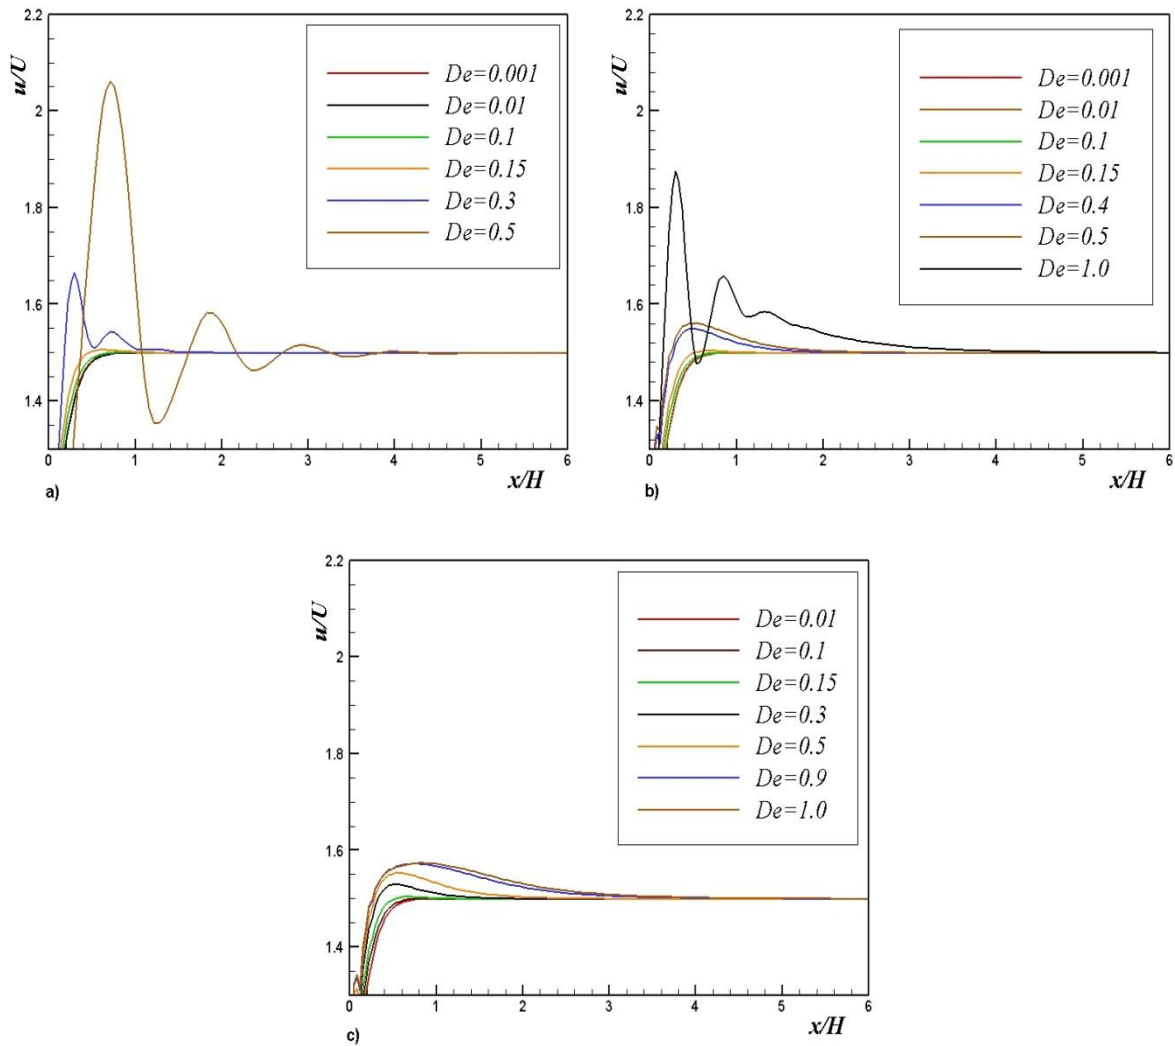 2.2
2
1.8
1.6
1.4
u/U
De=0.001
De=0.01
De=0.1
De=0.15
De=0.3
De=0.5
0 1 2 3 4 5 6
x/H
a)
2.2
2
1.8
1.6
1.4
u/U
De=0.001
De=0.01
De=0.1
De=0.15
De=0.4
De=0.5
De=1.0
0 1 2 3 4 5 6
x/H
b)
2.2
2
1.8
1.6
1.4
u/U
De=0.01
De=0.1
De=0.15
De=0.3
De=0.5
De=0.9
De=1.0
0 1 2 3 4 5 6
x/H
c)